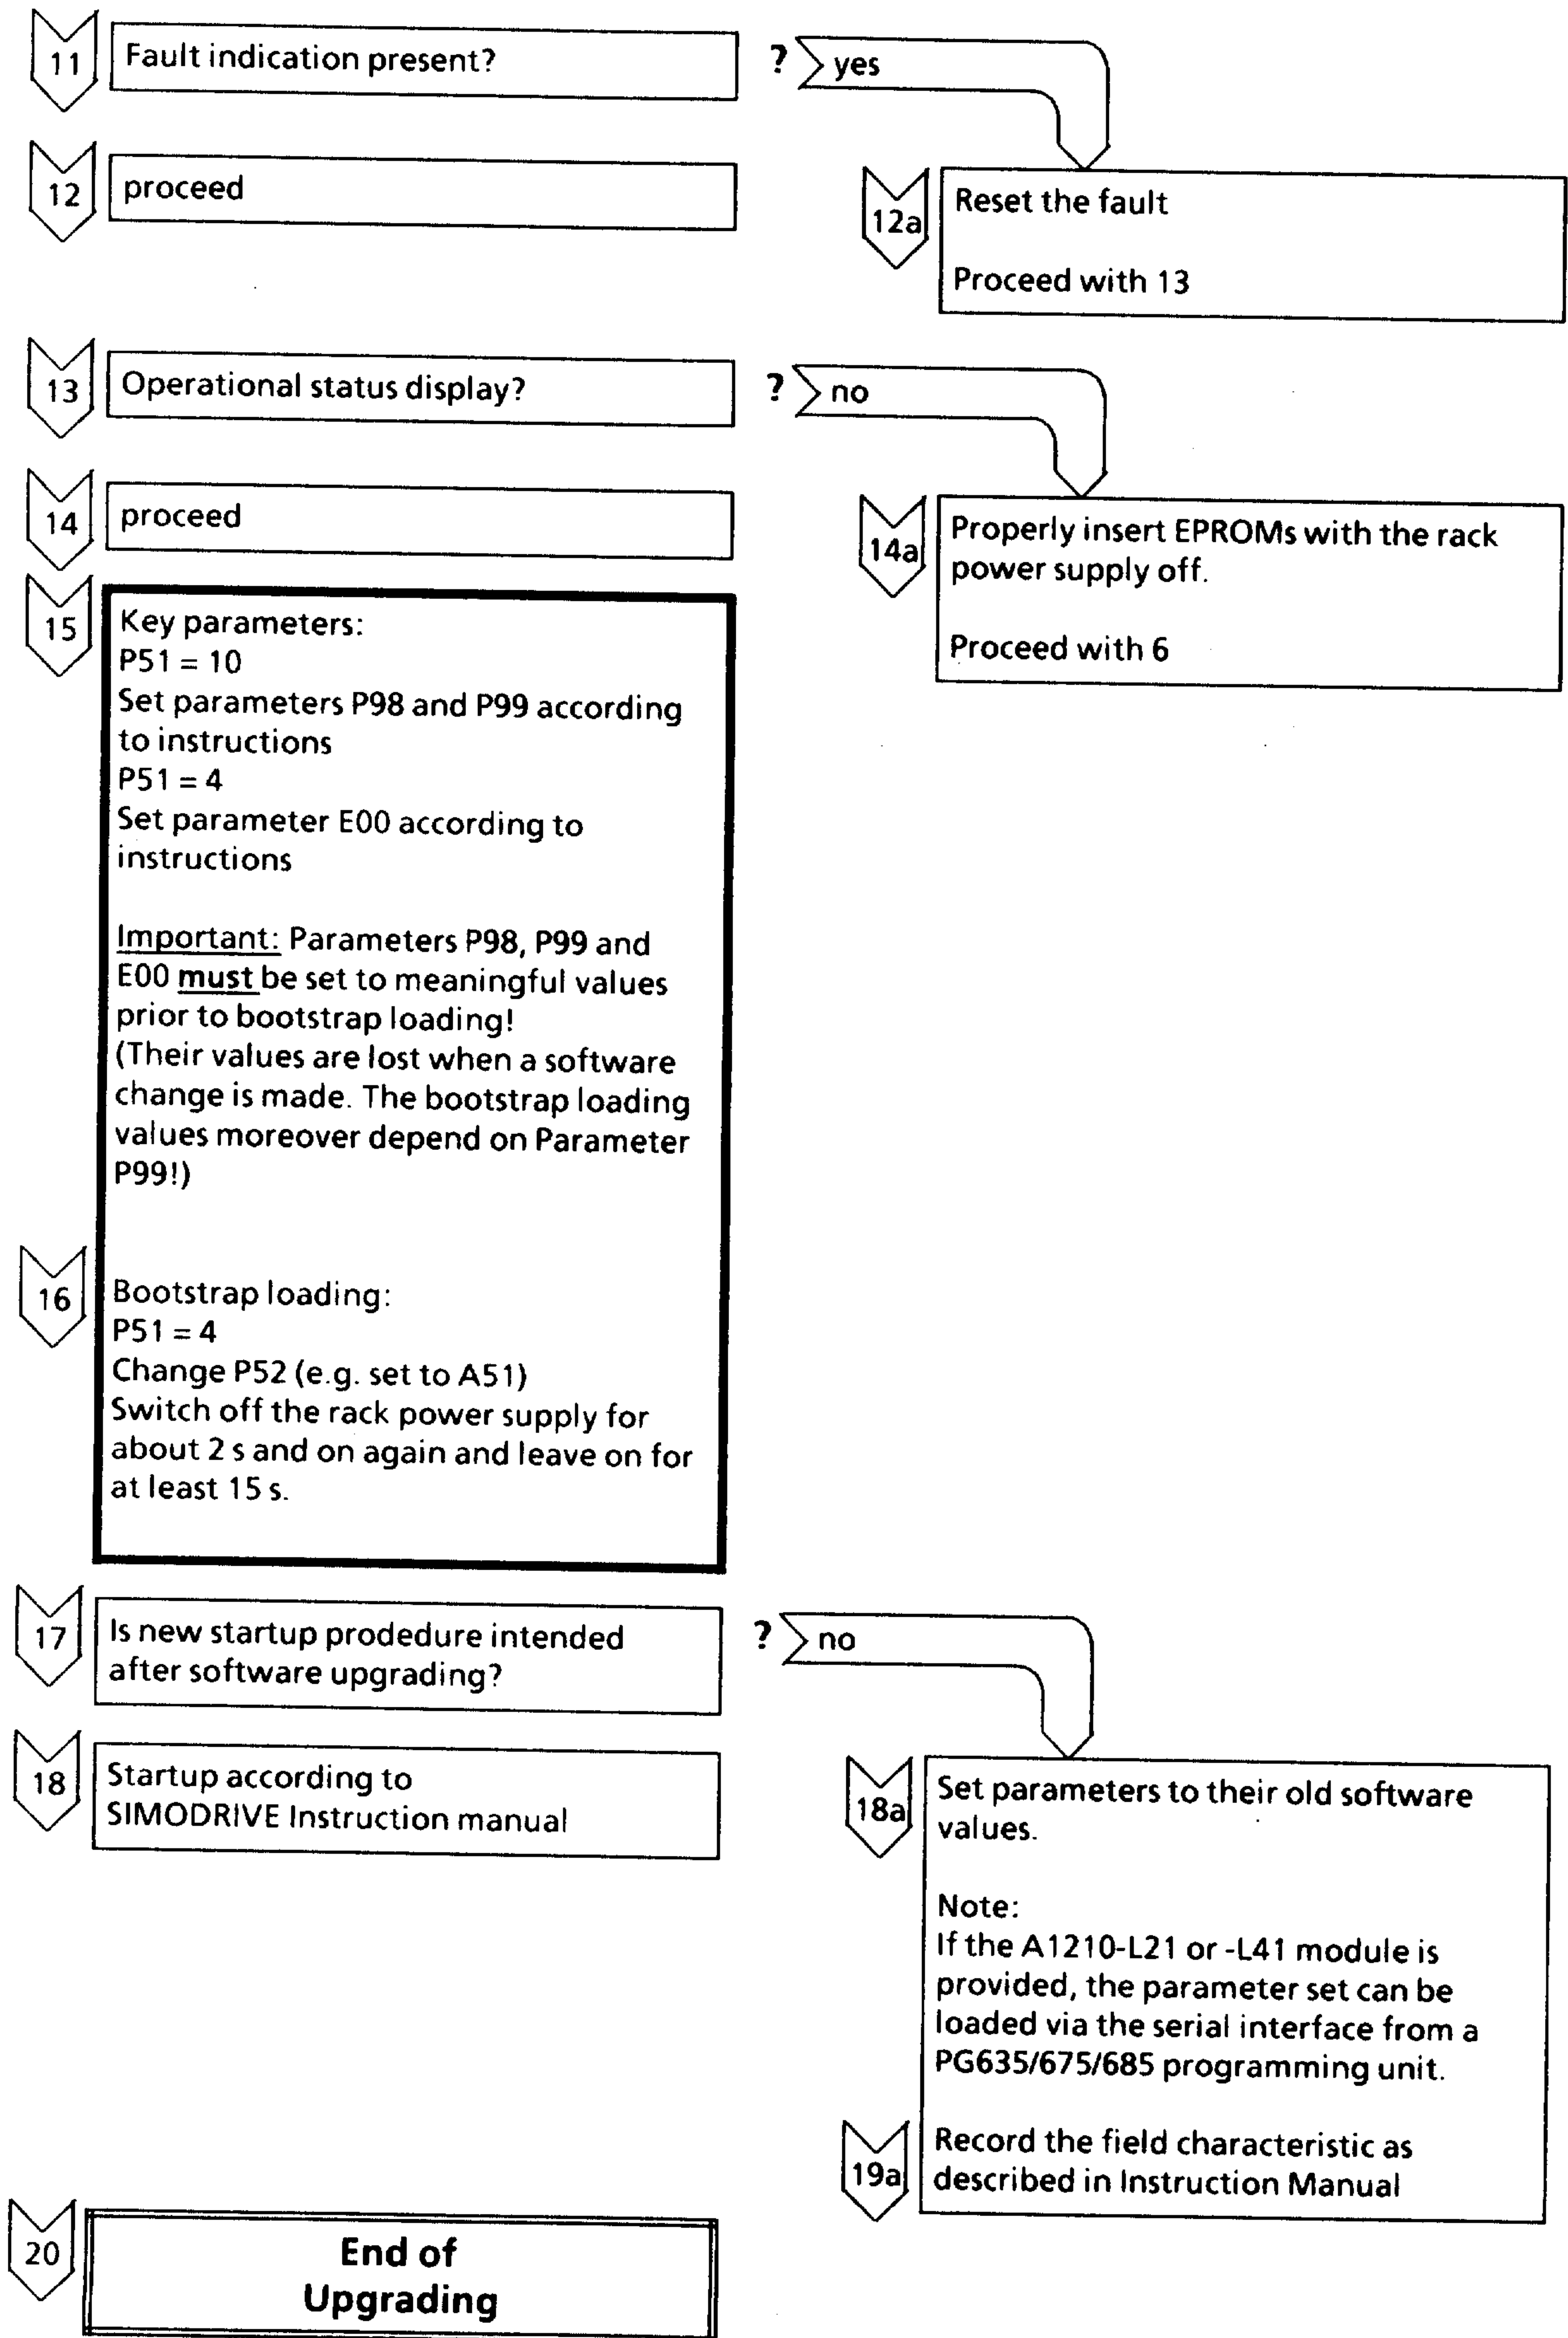 11
Fault indication present?
? yes
12
proceed
12a
Reset the fault
Proceed with 13
13
Operational status display?
? no
14
proceed
14a
Properly insert EPROMs with the rack
power supply off.
Proceed with 6
15
Key parameters:
P51 = 10
Set parameters P98 and P99 according
to instructions
P51 = 4
Set parameter E00 according to
instructions
Important: Parameters P98, P99 and
E00 must be set to meaningful values
prior to bootstrap loading!
(Their values are lost when a software
change is made. The bootstrap loading
values moreover depend on Parameter
P99!)
16
Bootstrap loading:
P51 = 4
Change P52 (e.g. set to A51)
Switch off the rack power supply for
about 2 s and on again and leave on for
at least 15 s.
17
Is new startup prodedure intended
after software upgrading?
? no
18
Startup according to
SIMODRIVE Instruction manual
18a
Set parameters to their old software
values.
Note:
If the A1210-L21 or -L41 module is
provided, the parameter set can be
loaded via the serial interface from a
PG635/675/685 programming unit.
19a
Record the field characteristic as
described in Instruction Manual
20
End of
Upgrading